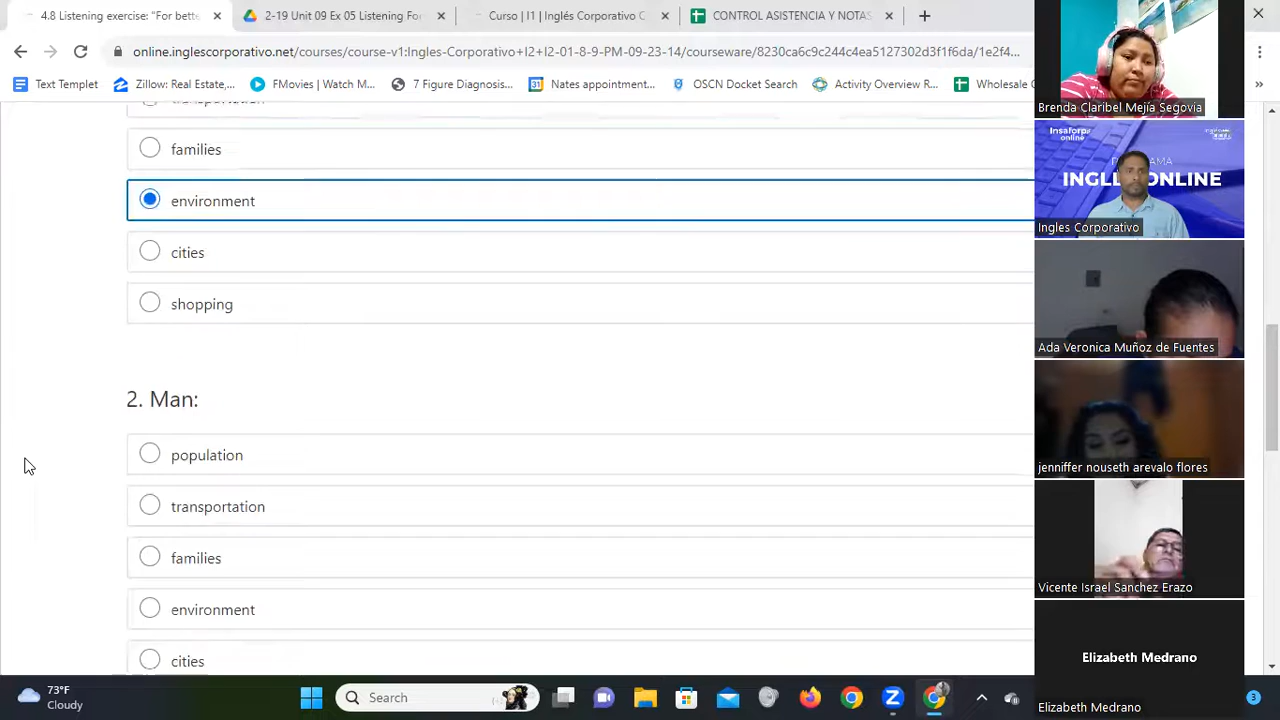 4.8 Listening exercise: "For bette
2-19 Unit 09 Ex 05 Listening Fo
Curso | I1 | Inglés Corporativo C
CONTROL ASISTENCIA Y NOTAS
online.inglescorporativo.net/courses/course-v1:Ingles-Corporativo+I2+I2-01-8-9-PM-09-23-14/courseware/8230ca6c9c244c4ea5127302d3f1f6da/1e2f4...
Text Templet
Zillow: Real Estate,...
FMovies | Watch M...
7 Figure Diagnosis...
Nates appointment...
OSCN Docket Search
Activity Overview R...
Wholesale C
families
environment
cities
shopping
2. Man:
population
transportation
families
environment
cities
Brenda Claribel Mejía Segovia
Insaforp
online
INGLE ONLINE
Ingles Corporativo
Ada Veronica Muñoz de Fuentes
jenniffer nouseth arevalo flores
Vicente Israel Sanchez Erazo
Elizabeth Medrano
Elizabeth Medrano
73°F
Cloudy
Search
3